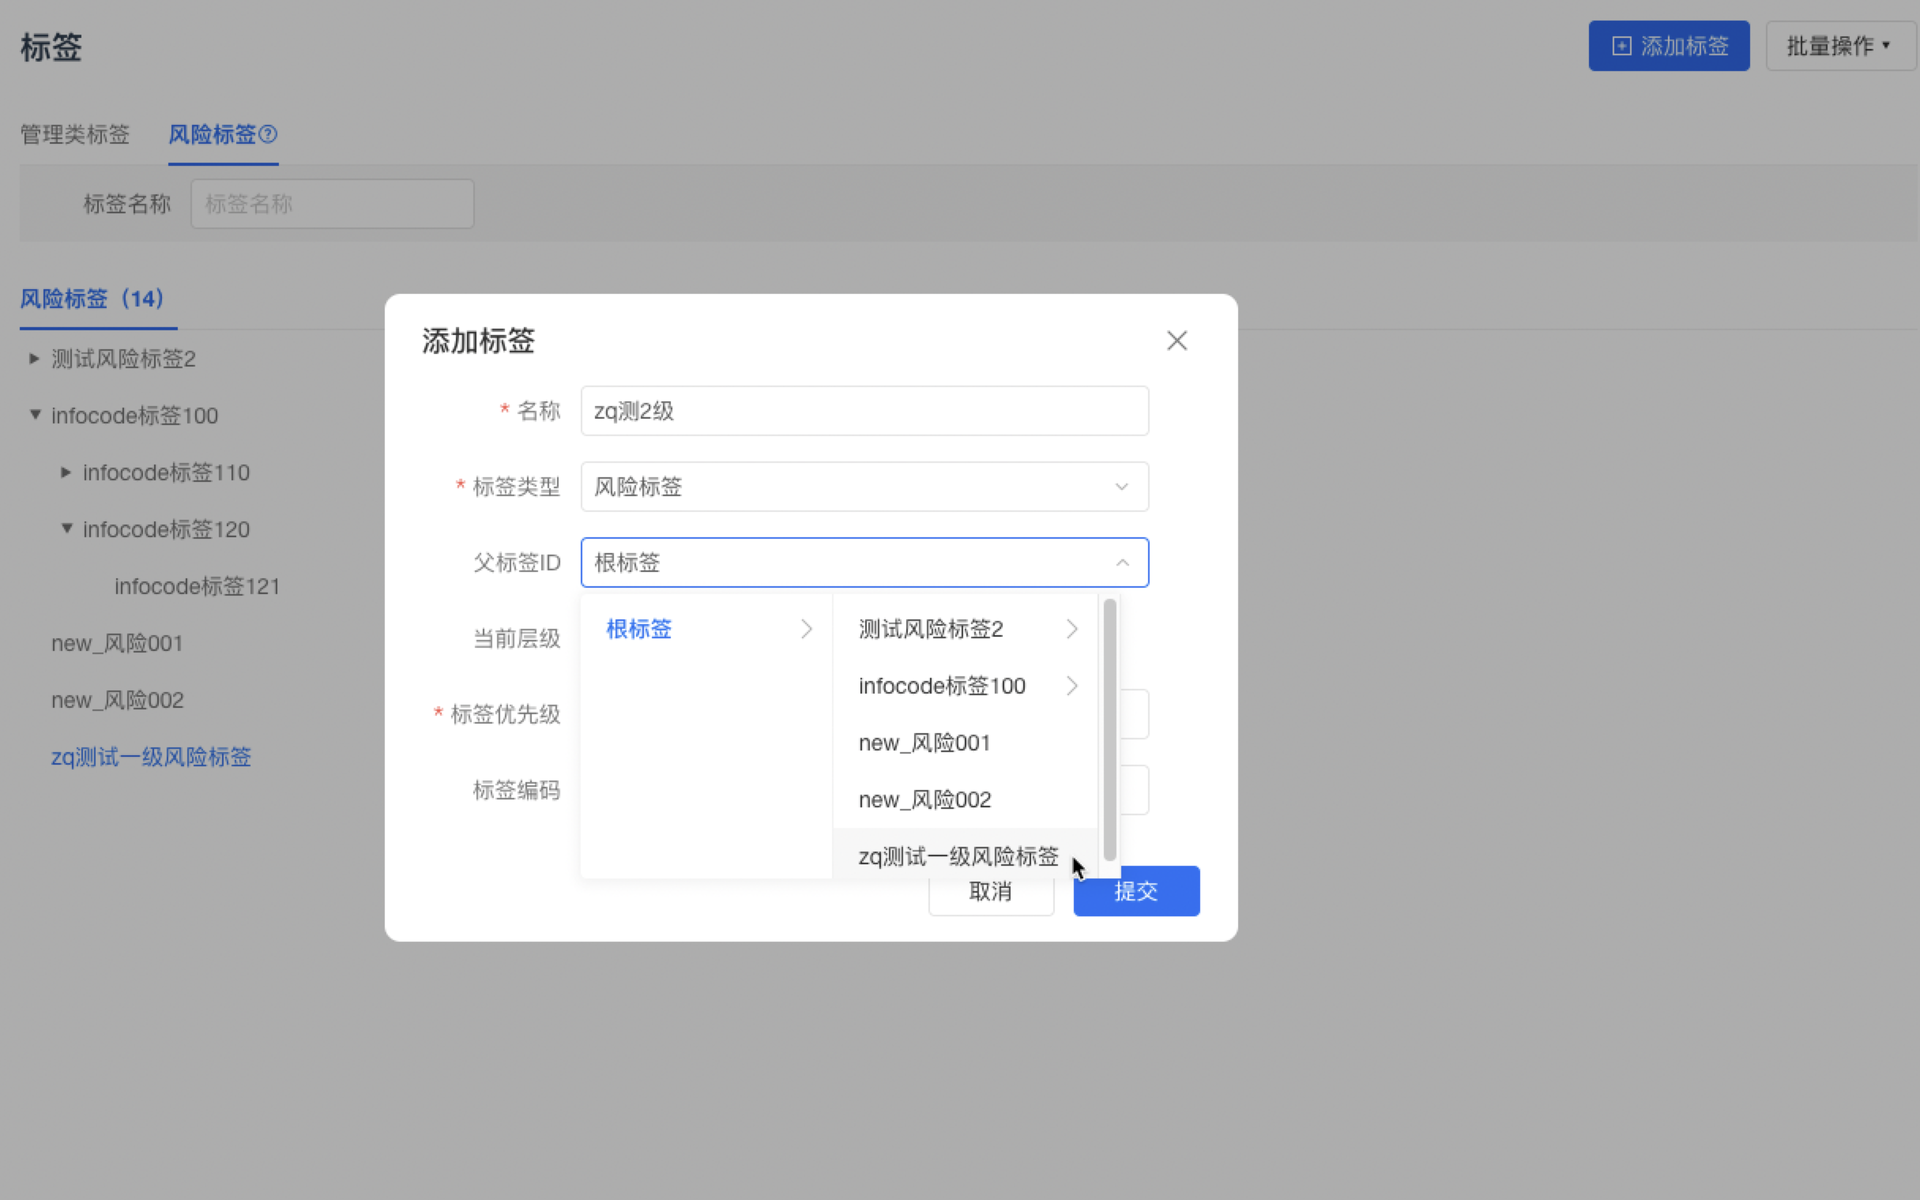 标签
添加标签
批量操作
管理类标签
风险标签
标签名称
标签名称
风险标签（14）
测试风险标签2
infocode标签100
infocode标签110
infocode标签120
infocode标签121
new_风险001
new_风险002
zq测试一级风险标签
添加标签
* 名称
zq测2级
* 标签类型
风险标签
父标签ID
根标签
根标签
测试风险标签2
infocode标签100
new_风险001
new_风险002
zq测试一级风险标签
当前层级
* 标签优先级
标签编码
取消
提交